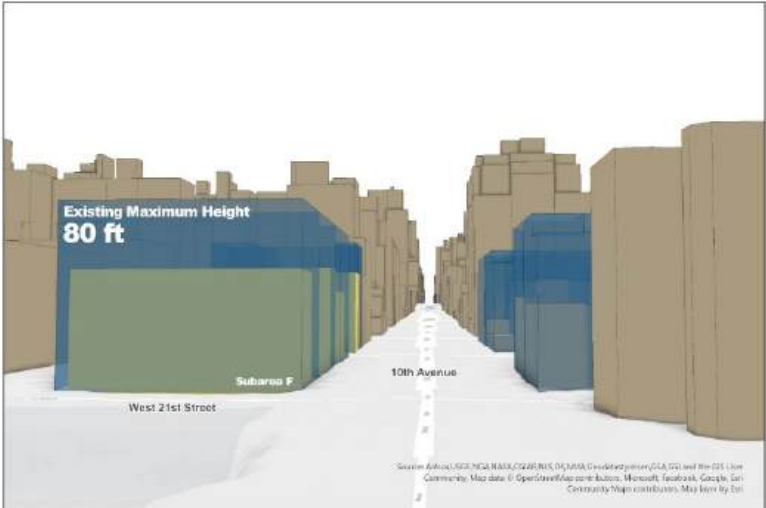 Existing Maximum Height
80 ft
Subarea F
10th Avenue
West 21st Street
Community, Map data © OpenStreetMap contributors, Microsoft, Facebook, Google, Esri
Community Maps contributors, Map layer by Esri